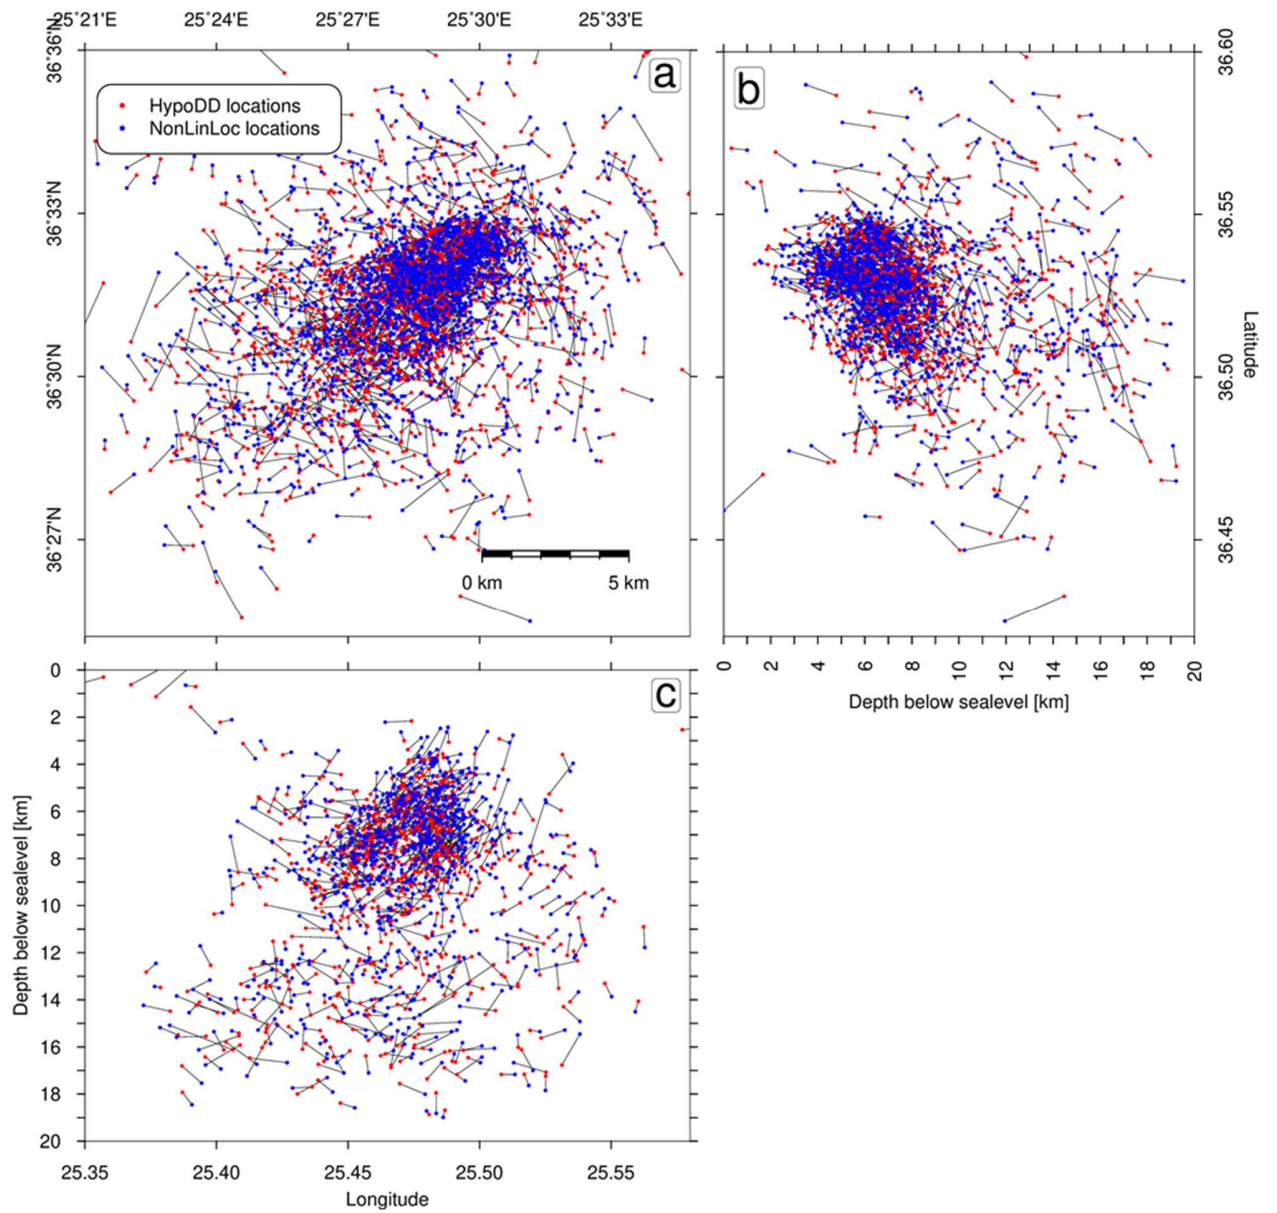 25˚21'E 25˚24'E 25˚27'E 25˚30'E 25˚33'E
36˚36'N
36˚33'N
36˚30'N
36˚27'N
HypoDD locations
NonLinLoc locations
a
0 km 5 km
b
36.60
36.55
36.50
36.45
Latitude
0 2 4 6 8 10 12 14 16 18 20
Depth below sealevel [km]
c
0
2
4
6
8
10
12
14
16
18
20
Depth below sealevel [km]
25.35 25.40 25.45 25.50 25.55
Longitude